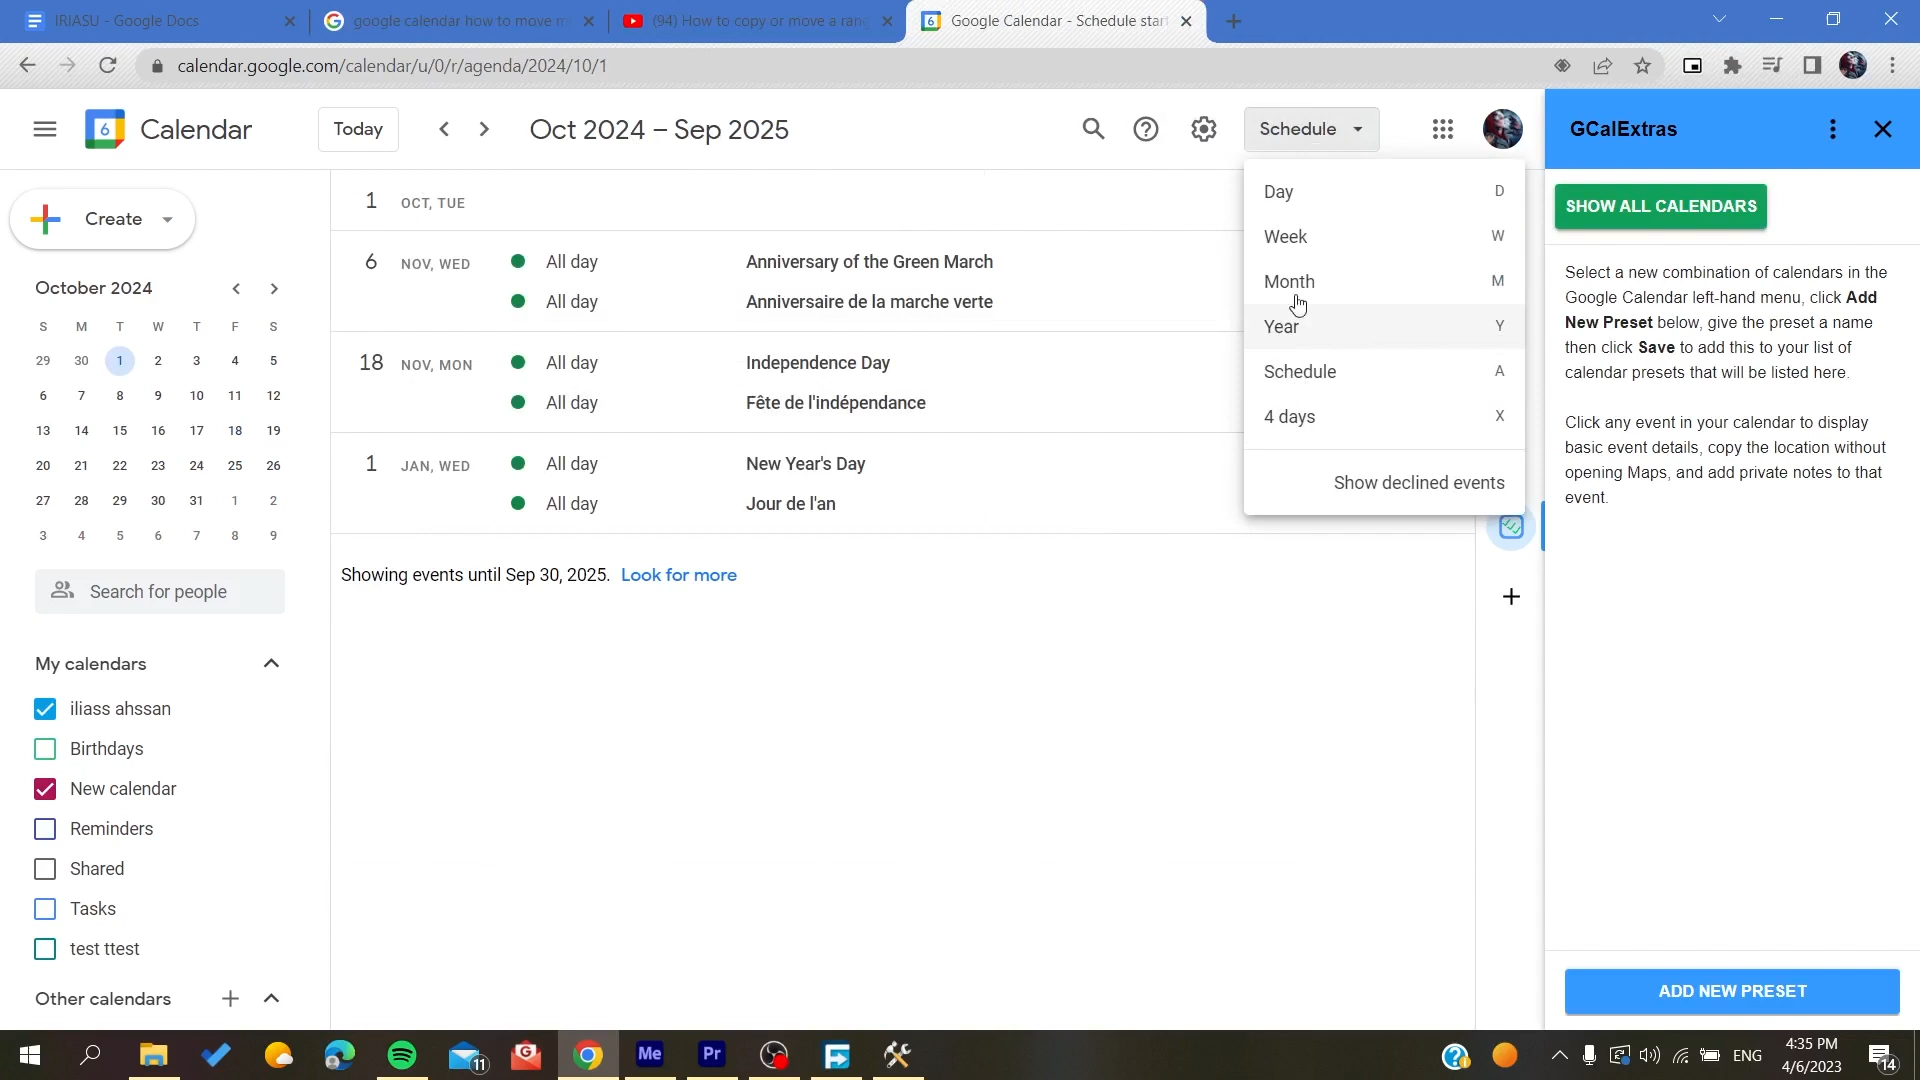 IRIASU - Google Docs
google calendar how to move m
(94) How to copy or move a ran
Google Calendar - Schedule star
calendar.google.com/calendar/u/0/r/agenda/2024/10/1
6
Calendar
Today
Oct 2024 – Sep 2025
Schedule
GCalExtras
Create
October 2024
S M T W T F S
29 30 1 2 3 4 5
6 7 8 9 10 11 12
13 14 15 16 17 18 19
20 21 22 23 24 25 26
27 28 29 30 31 1 2
3 4 5 6 7 8 9
Search for people
My calendars
iliass ahssan
Birthdays
New calendar
Reminders
Shared
Tasks
test ttest
Other calendars
1 OCT, TUE
6 NOV, WED All day Anniversary of the Green March
All day Anniversaire de la marche verte
18 NOV, MON All day Independence Day
All day Fête de l'indépendance
1 JAN, WED All day New Year's Day
All day Jour de l'an
Showing events until Sep 30, 2025. Look for more
Day D
Week W
Month M
Year Y
Schedule A
4 days X
Show declined events
SHOW ALL CALENDARS
Select a new combination of calendars in the
Google Calendar left-hand menu, click Add
New Preset below, give the preset a name
then click Save to add this to your list of
calendar presets that will be listed here.
Click any event in your calendar to display
basic event details, copy the location without
opening Maps, and add private notes to that
event.
ADD NEW PRESET
11
G
Me
Pr
ENG
4:35 PM
4/6/2023
14